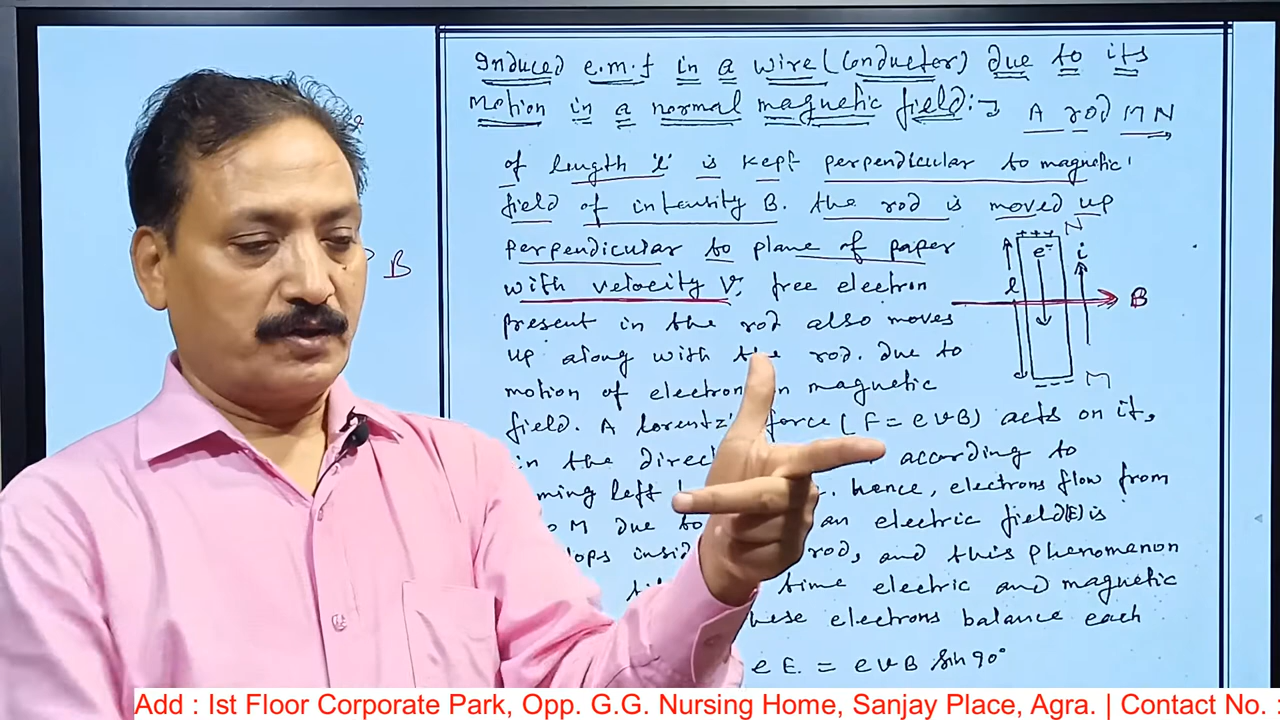 Induced e.m.f in a wire (Conductor) due to its
Motion in a normal magnetic field:-
A rod MN
of length 'l' is kept perpendicular to magnetic
field of intensity B. the rod is moved up
perpendicular to plane of paper
with velocity V, free electron
present in the rod also moves
up along with the rod. due to
motion of electron in magnetic
field. A lorentz force (F = evB) acts on it,
in the according to
left hence, electrons flow from
M due to an electric field(E) is
insid rod, and this phenomenon
time electric and magnetic
these electrons balance each
e E. = e v B Sin 90°
+++ N
e-
i
l
B
M
---
B
Add : Ist Floor Corporate Park, Opp. G.G. Nursing Home, Sanjay Place, Agra. | Contact No. :